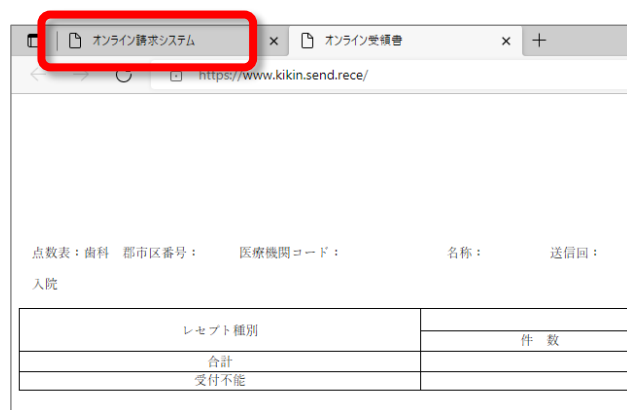 オンライン請求システム × オンライン受領書 × +
https://www.kikin.send.rece/
点数表：歯科 郡市区番号： 医療機関コード： 名称： 送信回：
入院
レセプト種別
件 数
合計
受付不能